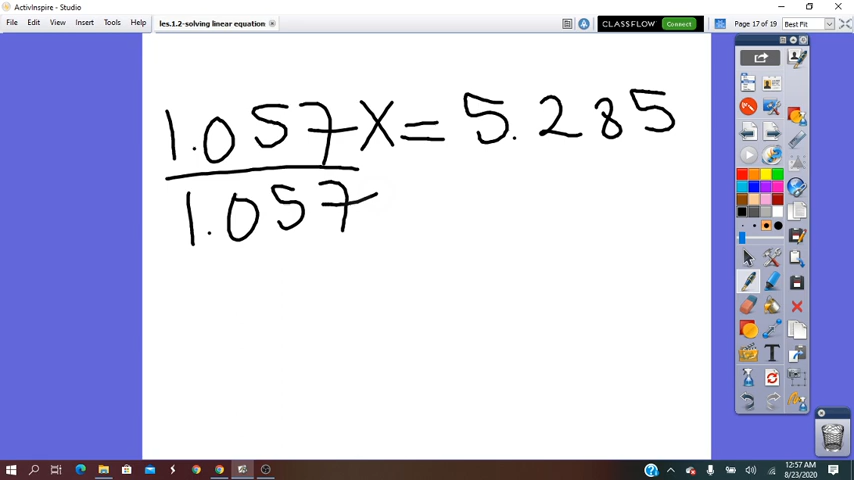 ActivInspire - Studio
File Edit View Insert Tools Help
les.1.2-solving linear equation
CLASSFLOW Connect
Page 17 of 19
Best Fit
1.057x = 5.285
1.057
12:57 AM
8/23/2020